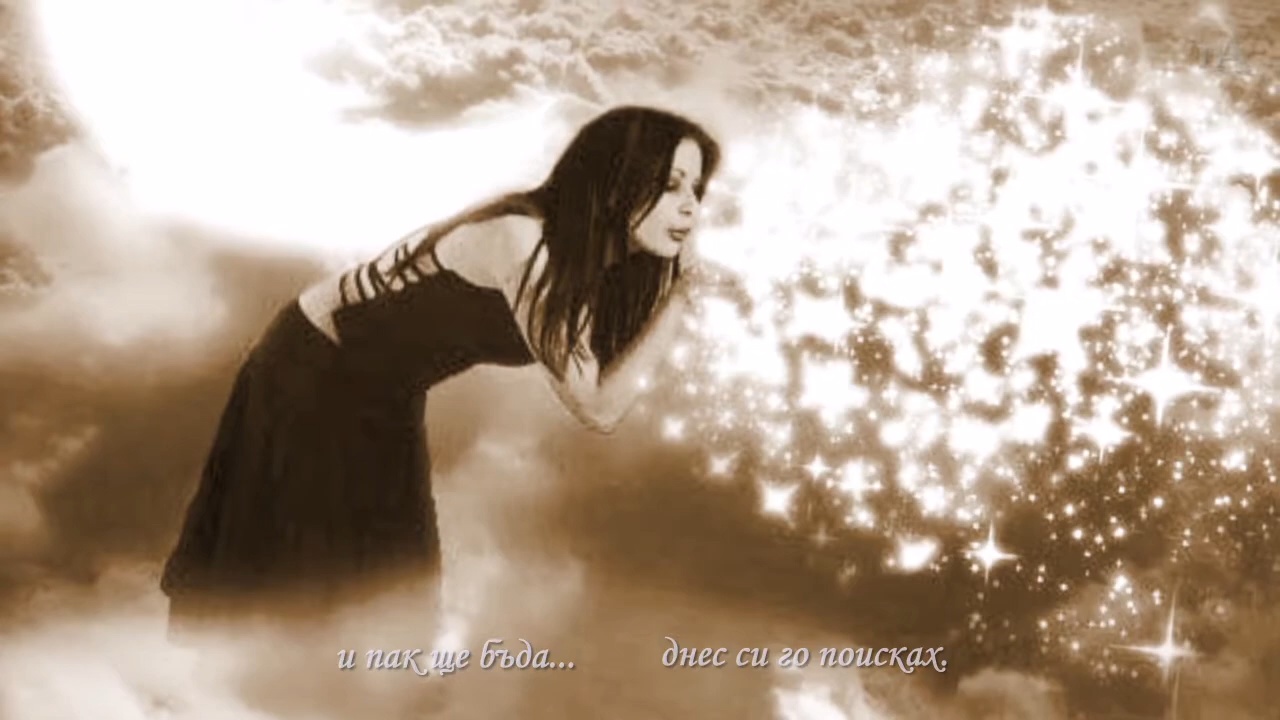 и пак ще бъда... днес си го поисках.